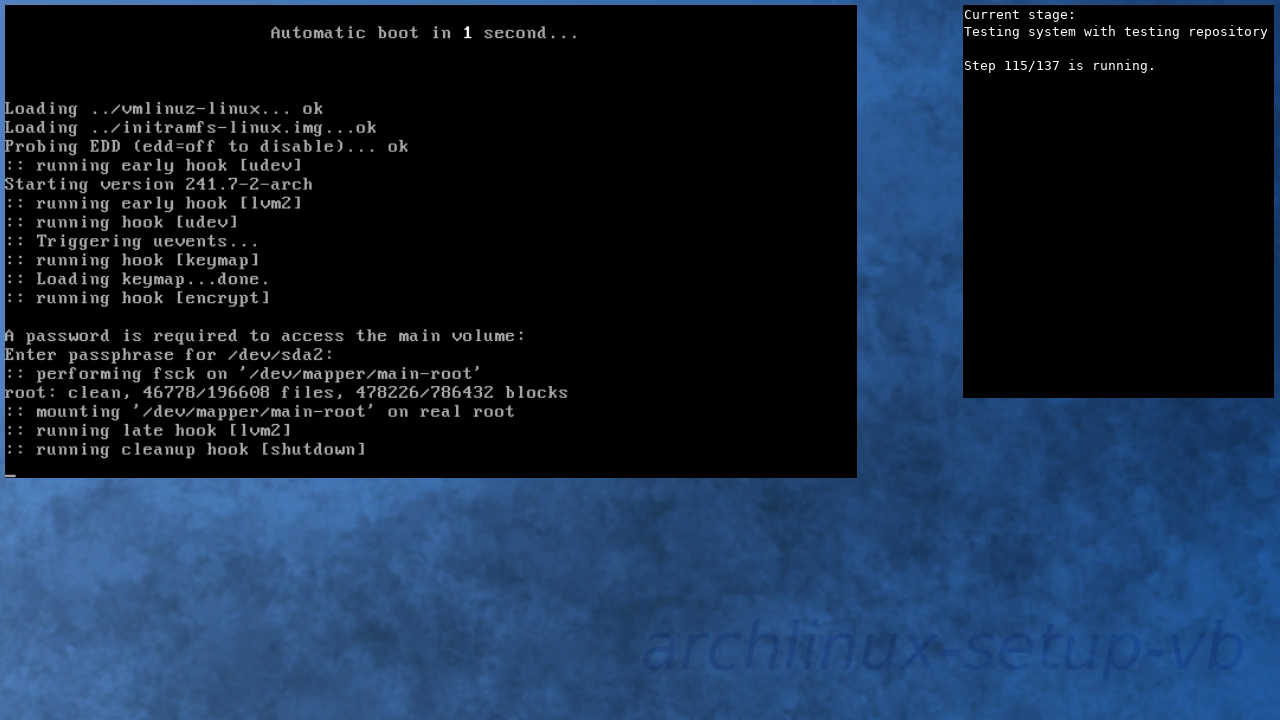 Automatic boot in 1 second...
Loading ../vmlinuz-linux... ok
Loading ../initramfs-linux.img...ok
Probing EDD (edd=off to disable)... ok
:: running early hook [udev]
Starting version 241.7-2-arch
:: running early hook [lvm2]
:: running hook [udev]
:: Triggering uevents...
:: running hook [keymap]
:: Loading keymap...done.
:: running hook [encrypt]
A password is required to access the main volume:
Enter passphrase for /dev/sda2:
:: performing fsck on '/dev/mapper/main-root'
root: clean, 46778/196608 files, 478226/786432 blocks
:: mounting '/dev/mapper/main-root' on real root
:: running late hook [lvm2]
:: running cleanup hook [shutdown]
_
Current stage:
Testing system with testing repository
Step 115/137 is running.
archlinux-setup-vb